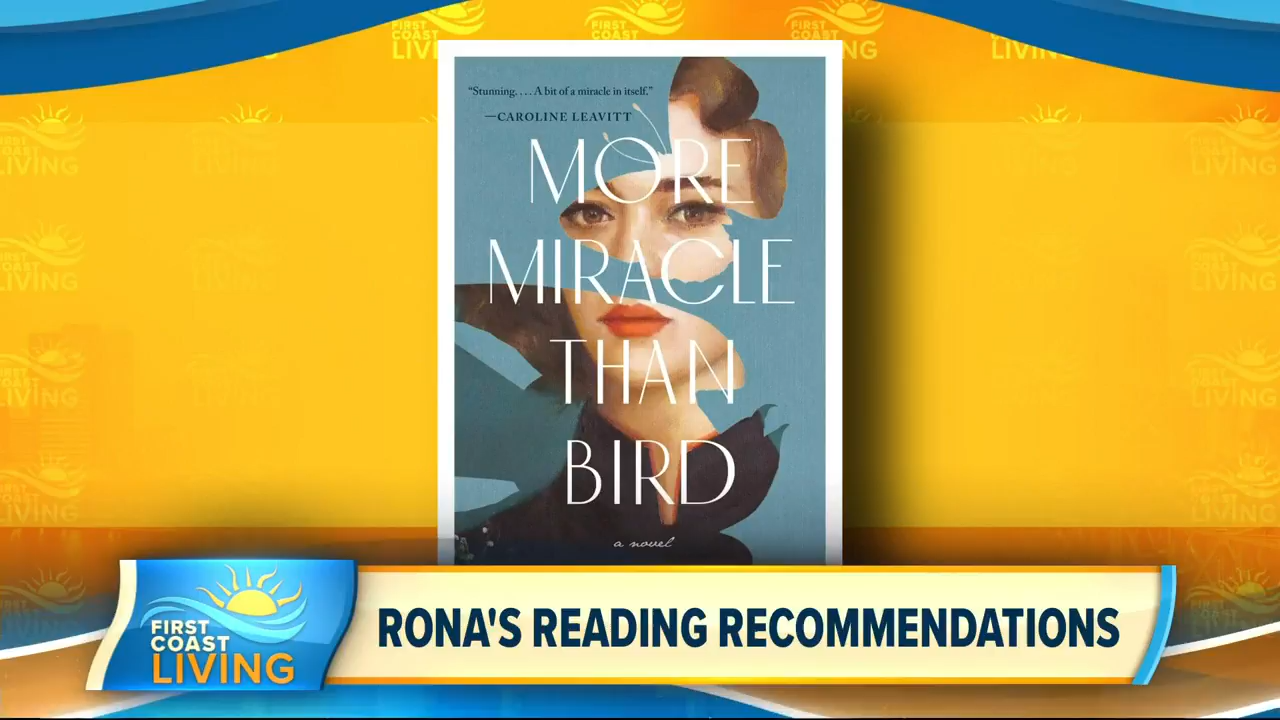 "Stunning. . . . A bit of a miracle in itself."
—CAROLINE LEAVITT
MORE
MIRACLE
THAN
BIRD
a novel
FIRST
COAST
LIVING
RONA'S READING RECOMMENDATIONS